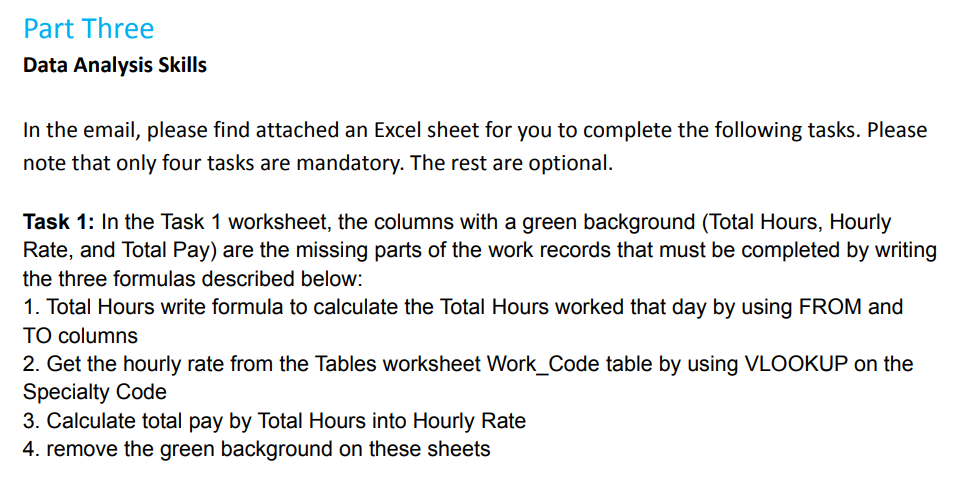 Part Three
Data Analysis Skills
In the email, please find attached an Excel sheet for you to complete the following tasks. Please
note that only four tasks are mandatory. The rest are optional.
Task 1: In the Task 1 worksheet, the columns with a green background (Total Hours, Hourly
Rate, and Total Pay) are the missing parts of the work records that must be completed by writing
the three formulas described below:
1. Total Hours write formula to calculate the Total Hours worked that day by using FROM and
TO columns
2. Get the hourly rate from the Tables worksheet Work_Code table by using VLOOKUP on the
Specialty Code
3. Calculate total pay by Total Hours into Hourly Rate
4. remove the green background on these sheets